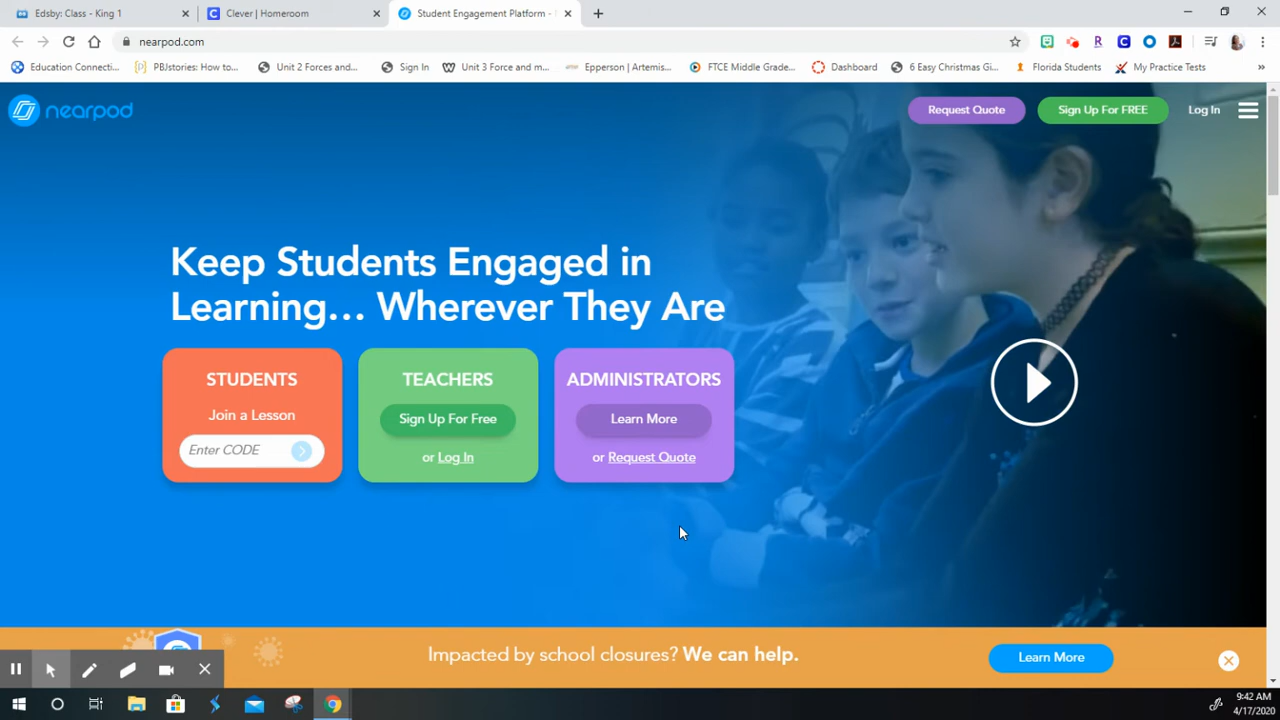 Edsby: Class - King 1
Clever | Homeroom
Student Engagement Platform -
nearpod.com
Education Connecti...
PBJstories: How to...
Unit 2 Forces and...
Sign In
Unit 3 Force and m...
Epperson | Artemis...
FTCE Middle Grade...
Dashboard
6 Easy Christmas Gi...
Florida Students
My Practice Tests
nearpod
Request Quote
Sign Up For FREE
Log In
Keep Students Engaged in
Learning... Wherever They Are
STUDENTS
Join a Lesson
Enter CODE
TEACHERS
Sign Up For Free
or Log In
ADMINISTRATORS
Learn More
or Request Quote
Impacted by school closures? We can help.
Learn More
9:42 AM
4/17/2020